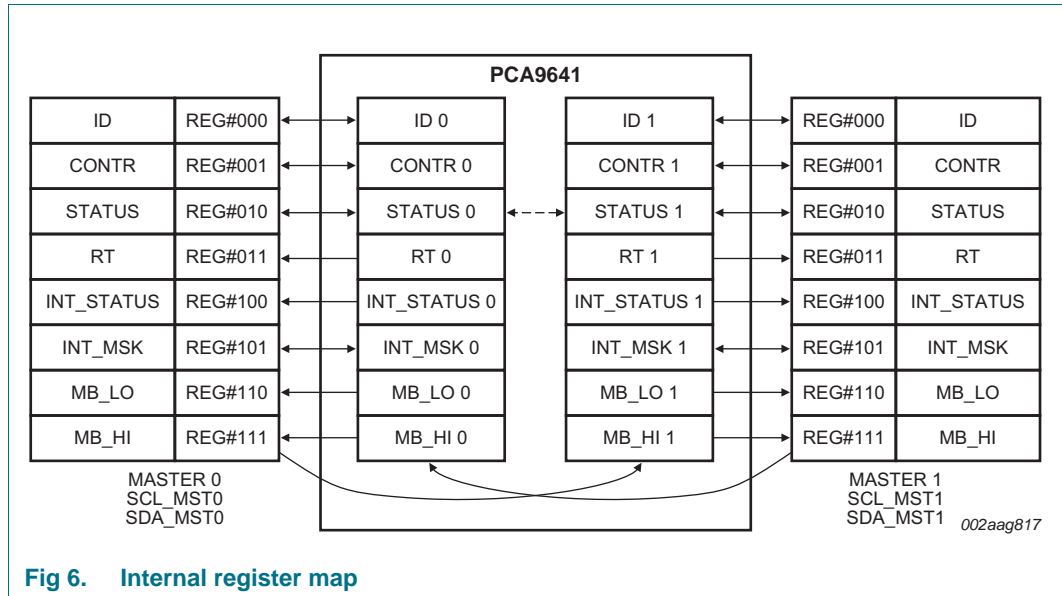 PCA9641
ID REG#000 ID 0 ID 1 REG#000 ID
CONTR REG#001 CONTR 0 CONTR 1 REG#001 CONTR
STATUS REG#010 STATUS 0 STATUS 1 REG#010 STATUS
RT REG#011 RT 0 RT 1 REG#011 RT
INT_STATUS REG#100 INT_STATUS 0 INT_STATUS 1 REG#100 INT_STATUS
INT_MSK REG#101 INT_MSK 0 INT_MSK 1 REG#101 INT_MSK
MB_LO REG#110 MB_LO 0 MB_LO 1 REG#110 MB_LO
MB_HI REG#111 MB_HI 0 MB_HI 1 REG#111 MB_HI
MASTER 0
SCL_MST0
SDA_MST0
MASTER 1
SCL_MST1
SDA_MST1
002aag817
Fig 6. Internal register map